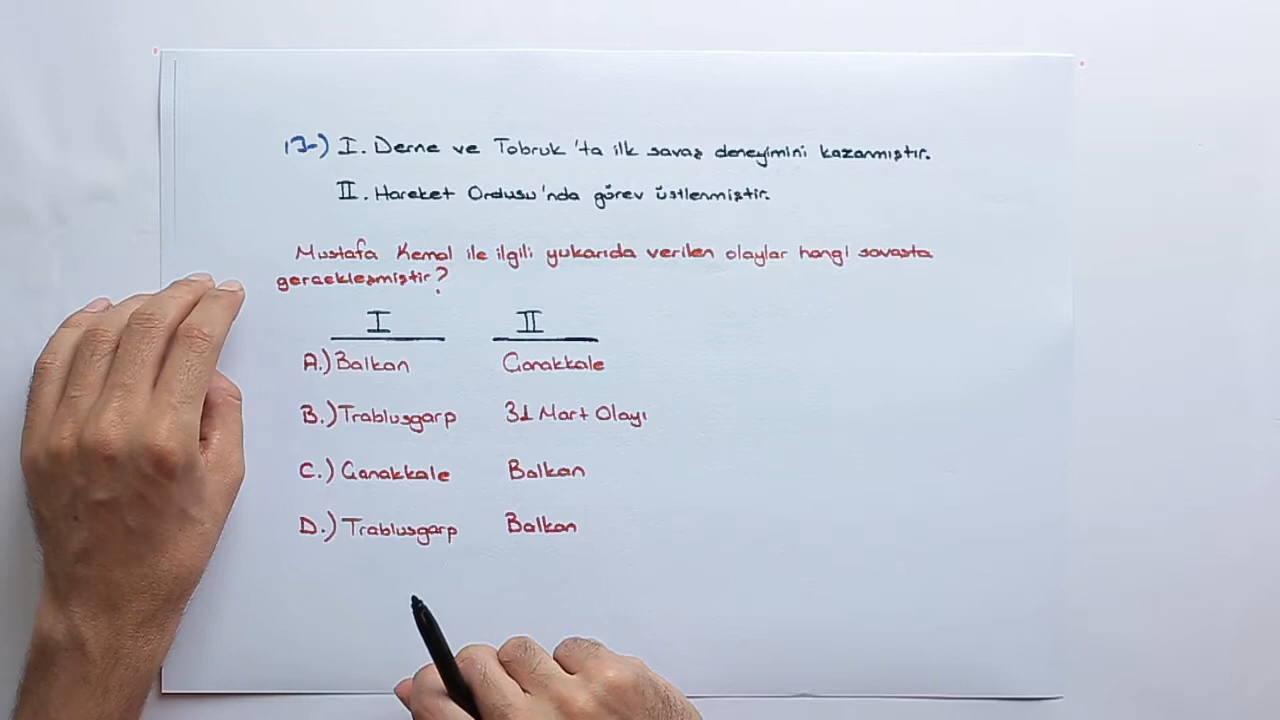 13-) I. Derne ve Tobruk'ta ilk savaş deneyimini kazanmıştır.
II. Hareket Ordusu'nda görev üstlenmiştir.
Mustafa Kemal ile ilgili yukarıda verilen olaylar hangi savaşta
gerçekleşmiştir?
I II
A.) Balkan Çanakkale
B.) Trablusgarp 31 Mart Olayı
C.) Çanakkale Balkan
D.) Trablusgarp Balkan